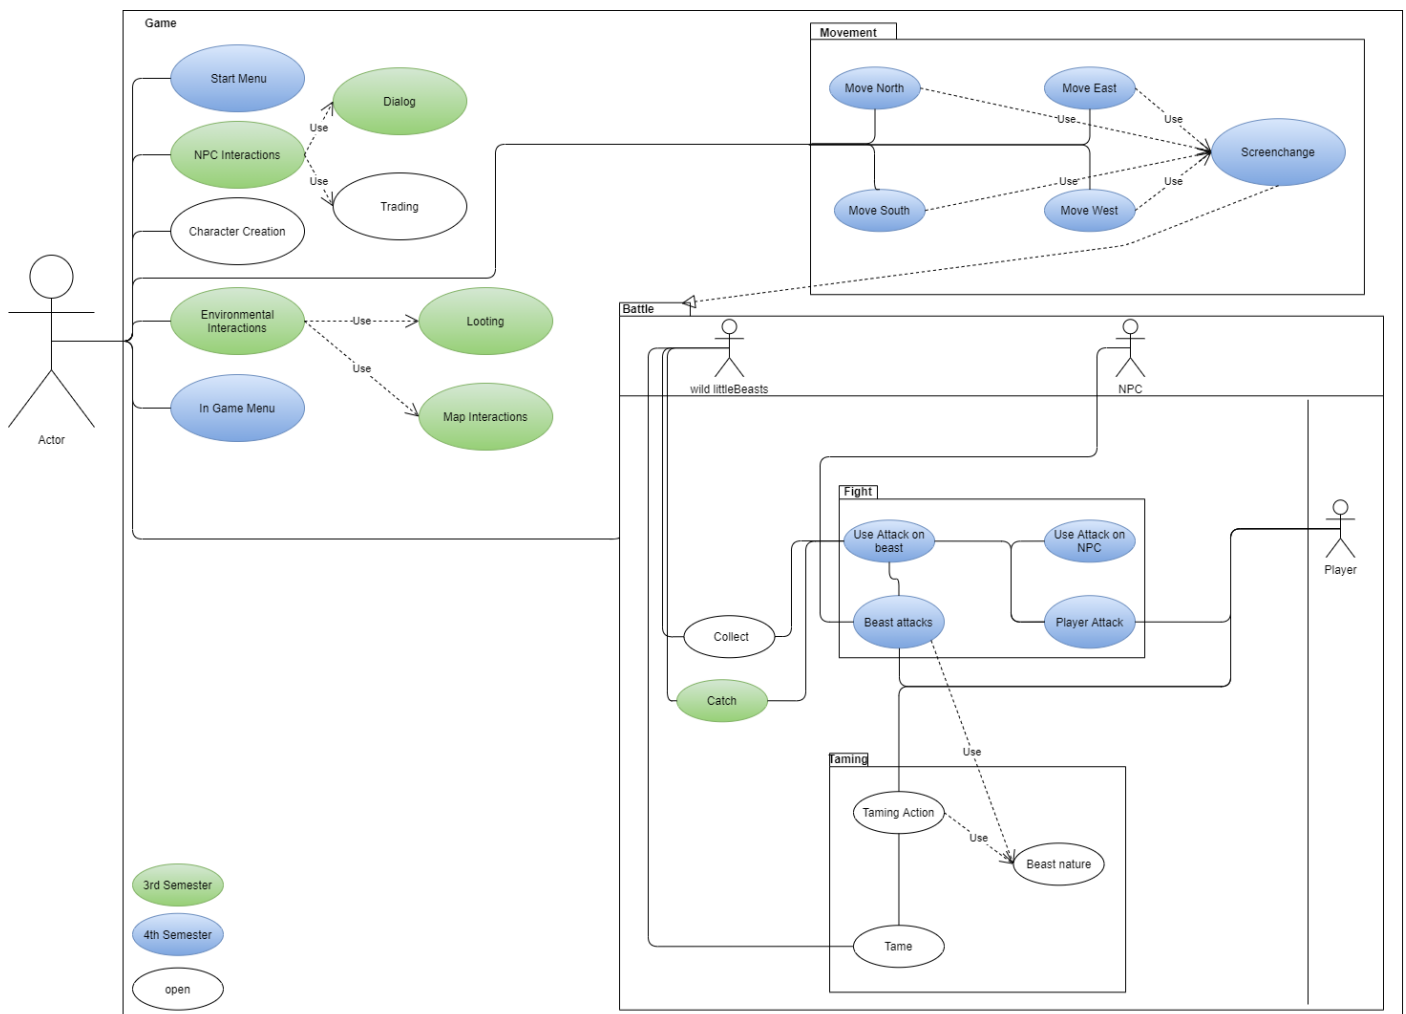 Game
Start Menu
Dialog
Use
NPC Interactions
Use
Trading
Character Creation
Environmental
Interactions
Use
Looting
Use
In Game Menu
Map Interactions
Actor
Movement
Move North
Move East
Use
Use
Screenchange
Use
Use
Move South
Move West
Battle
wild littleBeasts
NPC
Fight
Use Attack on
beast
Use Attack on
NPC
Player
Beast attacks
Player Attack
Collect
Catch
Use
Taming
Taming Action
Use
Beast nature
Tame
3rd Semester
4th Semester
open